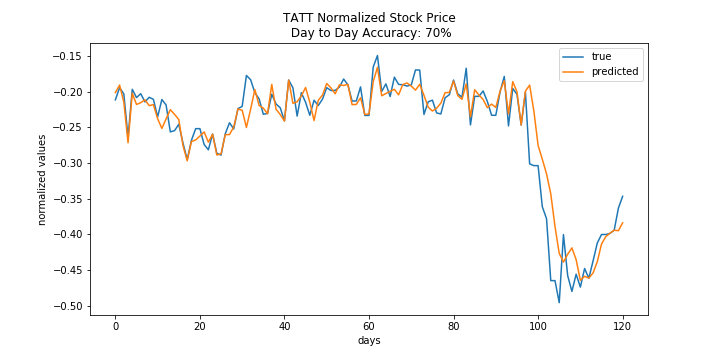 TATT Normalized Stock Price
Day to Day Accuracy: 70%
true
predicted
normalized values
−0.15
−0.20
−0.25
−0.30
−0.35
−0.40
−0.45
−0.50
0 20 40 60 80 100 120
days